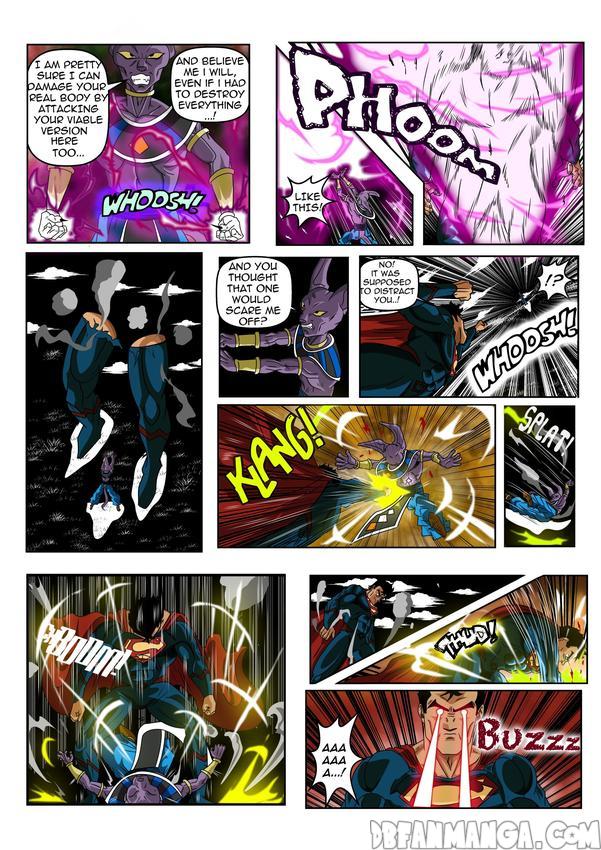 I AM PRETTY
SURE I CAN
DAMAGE YOUR
REAL BODY BY
ATTACKING
YOUR VIABLE
VERSION
HERE
TOO...
AND BELIEVE
ME I WILL,
EVEN IF I HAD
TO DESTROY
EVERYTHING
...!
WHOOSH!
PHOOM
LIKE
THIS!
AND YOU
THOUGHT
THAT ONE
WOULD
SCARE ME
OFF?
NO!
IT WAS
SUPPOSED
TO DISTRACT
YOU..!
!?
WHOOSH!
KLANG!
SPLAT!
BOOM!
THUD!
AAA
AAAA
A...!
BUZZZ
DBFANMANGA.COM